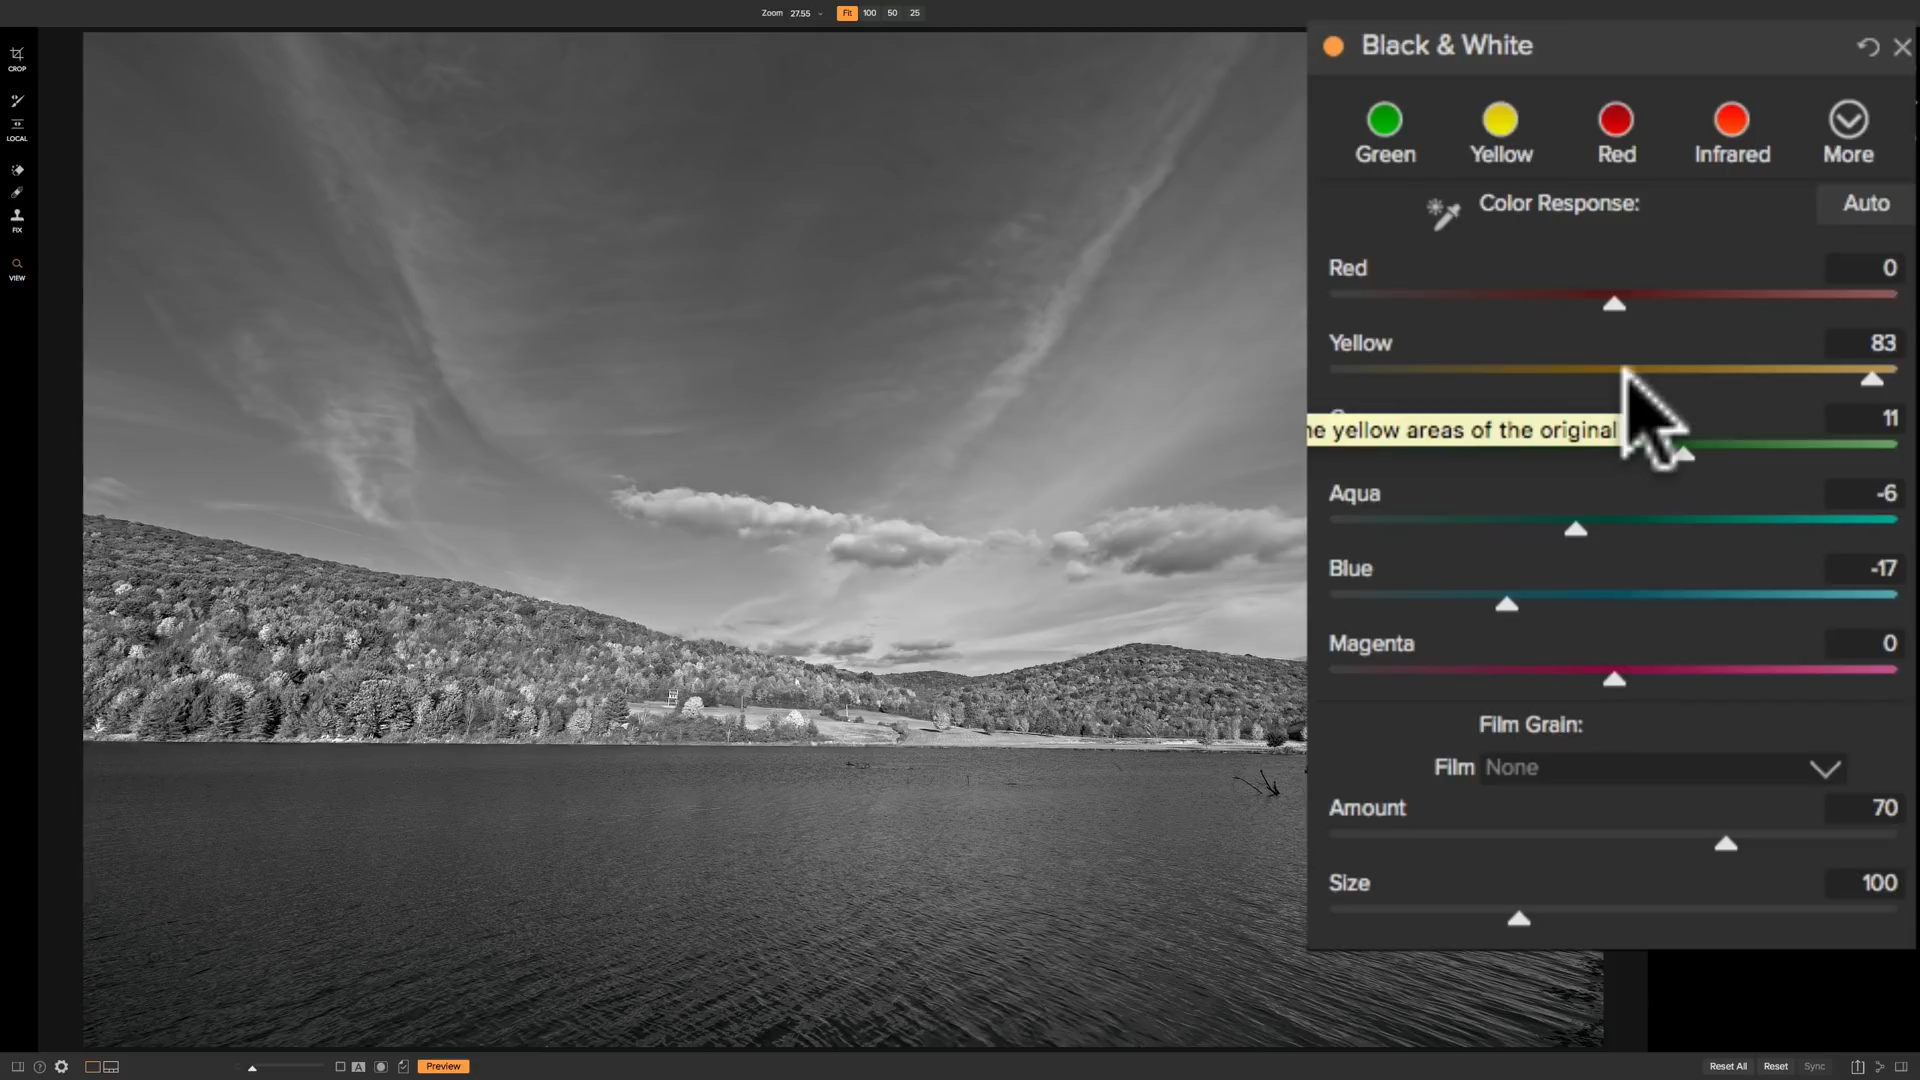 Zoom 27.55 Fit 100 50 25
CROP
LOCAL
FIX
VIEW
Black & White
Green Yellow Red Infrared More
Color Response: Auto
Red 0
Yellow 83
11
yellow areas of the original
Aqua -6
Blue -17
Magenta 0
Film Grain:
Film None
Amount 70
Size 100
? A Preview Reset All Reset Sync